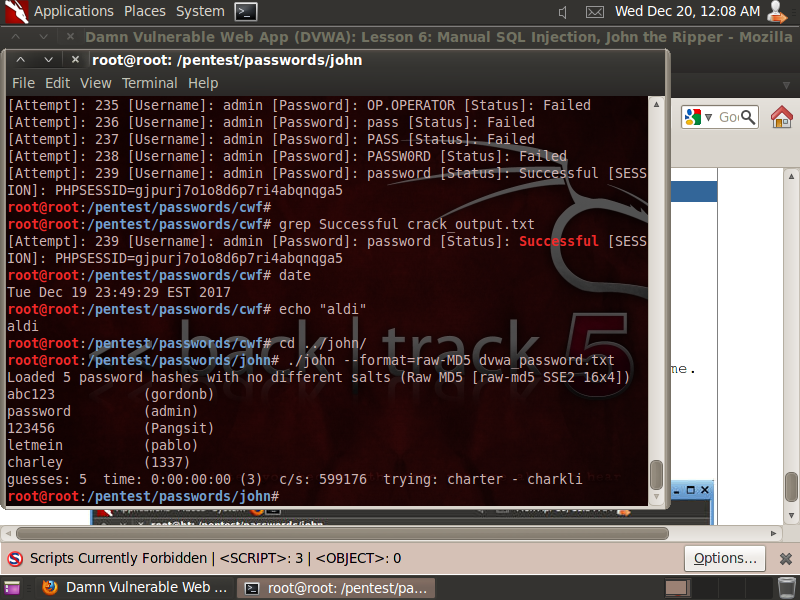 Applications Places System Wed Dec 20, 12:08 AM
Damn Vulnerable Web App (DVWA): Lesson 6: Manual SQL Injection, John the Ripper - Mozilla
root@root: /pentest/passwords/john
File Edit View Terminal Help
[Attempt]: 235 [Username]: admin [Password]: OP.OPERATOR [Status]: Failed
[Attempt]: 236 [Username]: admin [Password]: pass [Status]: Failed
[Attempt]: 237 [Username]: admin [Password]: PASS [Status]: Failed
[Attempt]: 238 [Username]: admin [Password]: PASSW0RD [Status]: Failed
[Attempt]: 239 [Username]: admin [Password]: password [Status]: Successful [SESS
ION]: PHPSESSID=gjpurj7o1o8d6p7ri4abqnqga5
root@root:/pentest/passwords/cwf#
root@root:/pentest/passwords/cwf# grep Successful crack_output.txt
[Attempt]: 239 [Username]: admin [Password]: password [Status]: Successful [SESS
ION]: PHPSESSID=gjpurj7o1o8d6p7ri4abqnqga5
root@root:/pentest/passwords/cwf# date
Tue Dec 19 23:49:29 EST 2017
root@root:/pentest/passwords/cwf# echo "aldi"
aldi
root@root:/pentest/passwords/cwf# cd ../john/
root@root:/pentest/passwords/john# ./john --format=raw-MD5 dvwa_password.txt
Loaded 5 password hashes with no different salts (Raw MD5 [raw-md5 SSE2 16x4])
abc123 (gordonb)
password (admin)
123456 (Pangsit)
letmein (pablo)
charley (1337)
guesses: 5 time: 0:00:00:00 (3) c/s: 599176 trying: charter - charkli
root@root:/pentest/passwords/john#
<< back | track 5
Goo
me.
Scripts Currently Forbidden | <SCRIPT>: 3 | <OBJECT>: 0
Options...
Damn Vulnerable Web ...
root@root: /pentest/pa...